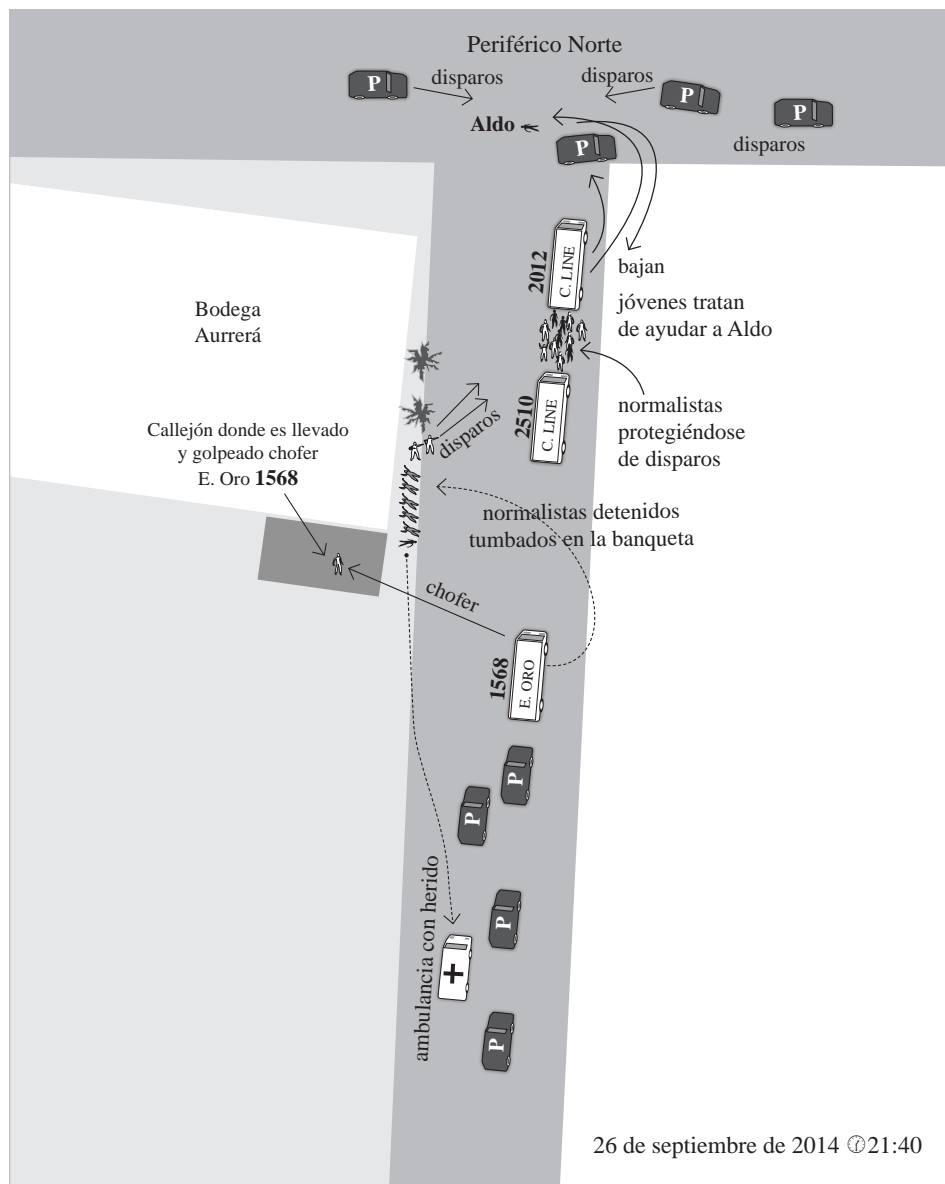 Periférico Norte
P
disparos
disparos
P
P
Aldo
disparos
P
2012
C. LINE
bajan
jóvenes tratan
de ayudar a Aldo
Bodega
Aurrerá
2510
C. LINE
disparos
normalistas
protegiéndose
de disparos
Callejón donde es llevado
y golpeado chofer
E. Oro 1568
normalistas detenidos
tumbados en la banqueta
chofer
1568
E. ORO
P
P
ambulancia con herido
P
P
26 de septiembre de 2014 21:40